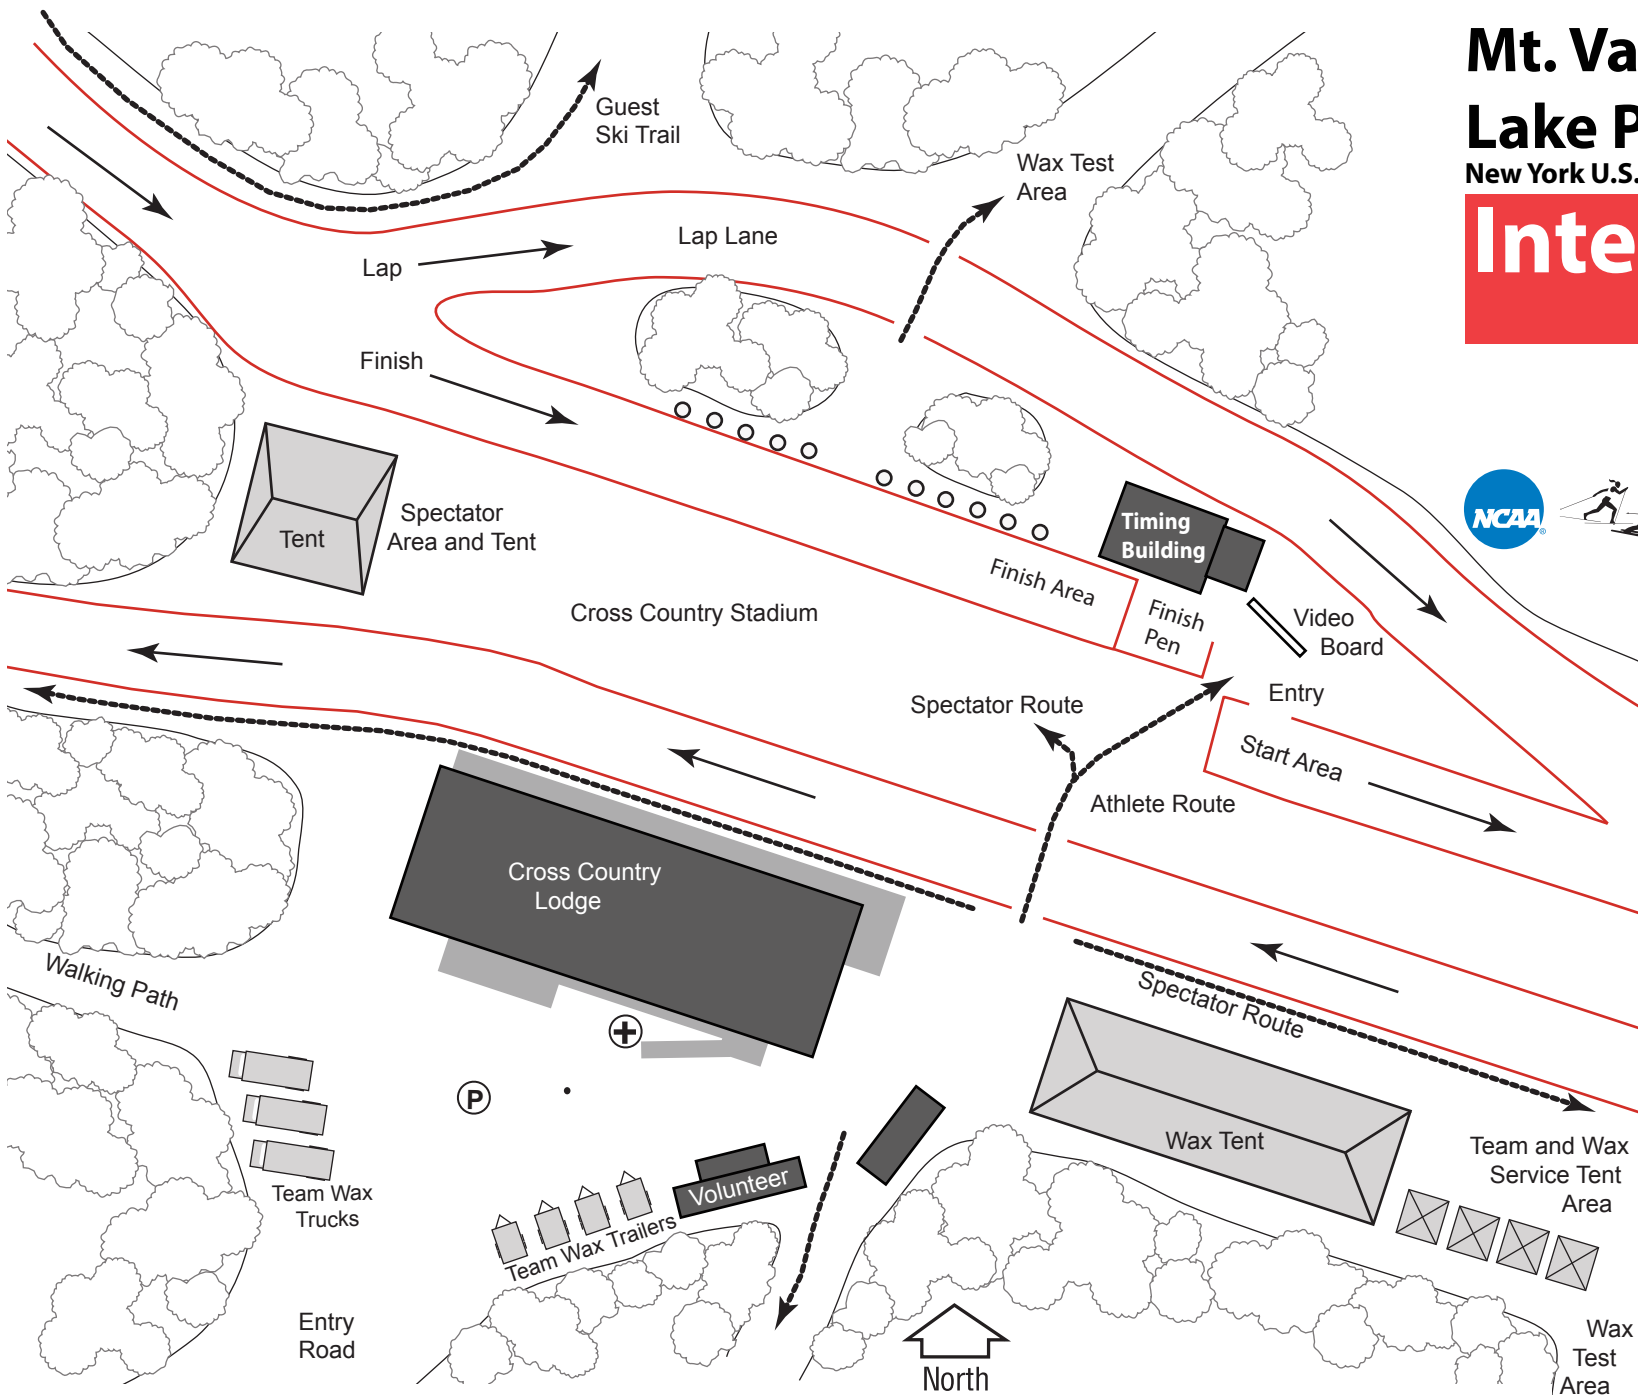 Mt. Va
Lake P
New York U.S.
Inte
Guest
Ski Trail
Wax Test
Area
Lap Lane
Lap
Finish
NCAA
Tent
Spectator
Area and Tent
Timing
Building
Finish Area
Finish
Pen
Video
Board
Cross Country Stadium
Spectator Route
Entry
Start Area
Athlete Route
Cross Country
Lodge
Walking Path
Spectator Route
P
Wax Tent
Team and Wax
Service Tent
Area
Team Wax
Trucks
Volunteer
Team Wax Trailers
Entry
Road
North
Wax
Test
Area